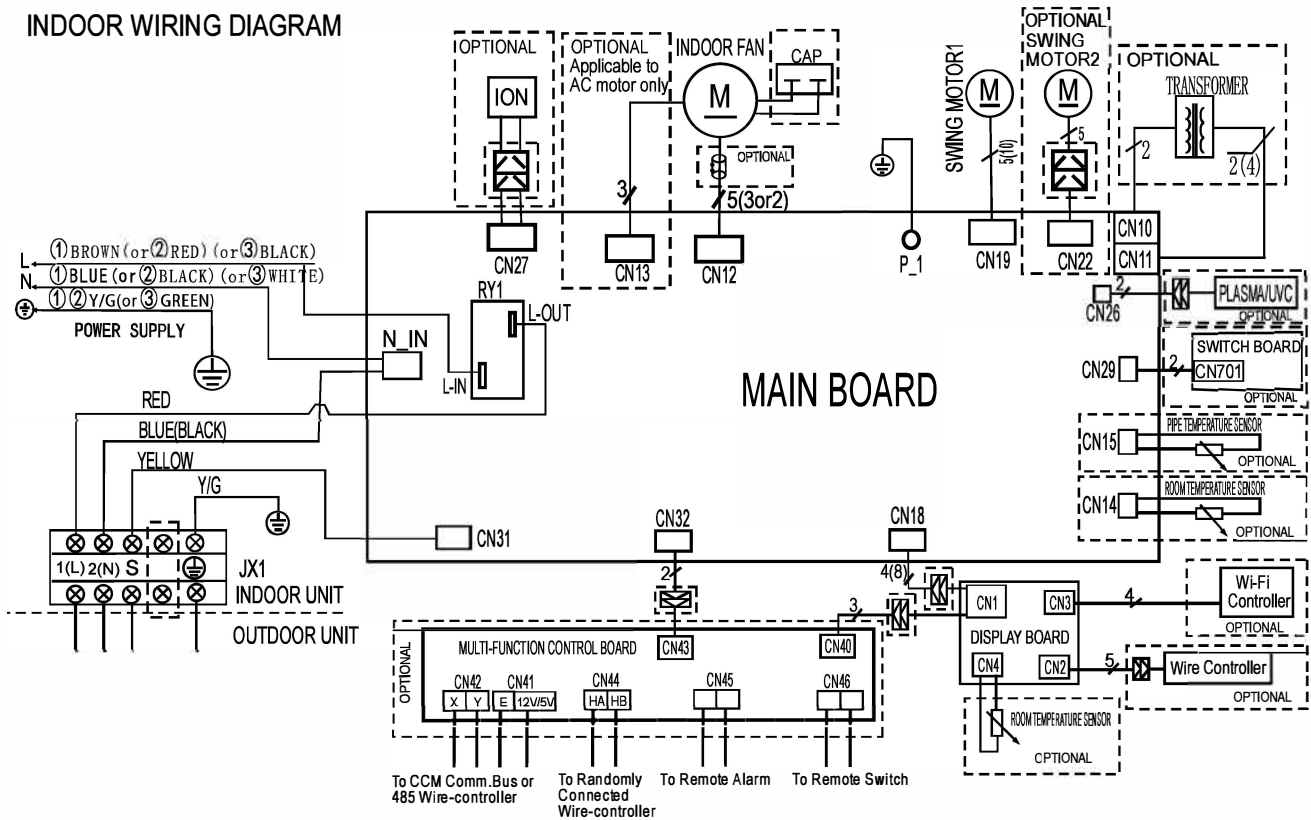 INDOOR WIRING DIAGRAM
OPTIONAL
ION
CN27
OPTIONAL
Applicable to
AC motor only
3
CN13
INDOOR FAN
M
CAP
OPTIONAL
5(3or2)
CN12
P_1
SWING MOTOR1
M
5(10)
CN19
OPTIONAL
SWING
MOTOR2
M
5
CN22
OPTIONAL
TRANSFORMER
2
2(4)
CN10
CN11
L
①BROWN(or②RED) (or③BLACK)
N
①BLUE(or②BLACK) (or③WHITE)
①②Y/G(or③GREEN)
POWER SUPPLY
RY1
L-OUT
L-IN
N_IN
MAIN BOARD
CN26
2
PLASMA/UVC
OPTIONAL
CN29
2
SWITCH BOARD
CN701
OPTIONAL
CN15
PIPE TEMPERATURE SENSOR
OPTIONAL
CN14
ROOM TEMPERATURE SENSOR
OPTIONAL
RED
BLUE(BLACK)
YELLOW
Y/G
CN31
1(L) 2(N) S
JX1
INDOOR UNIT
OUTDOOR UNIT
CN32
2
CN18
4(8)
3
CN1
CN3
DISPLAY BOARD
CN4
CN2
4
Wi-Fi
Controller
OPTIONAL
5
Wire Controller
OPTIONAL
ROOM TEMPERATURE SENSOR
OPTIONAL
OPTIONAL
MULTI-FUNCTION CONTROL BOARD
CN43
CN40
CN42
X Y
CN41
E 12V/5V
CN44
HA HB
CN45
CN46
To CCM Comm.Bus or
485 Wire-controller
To Randomly
Connected
Wire-controller
To Remote Alarm
To Remote Switch